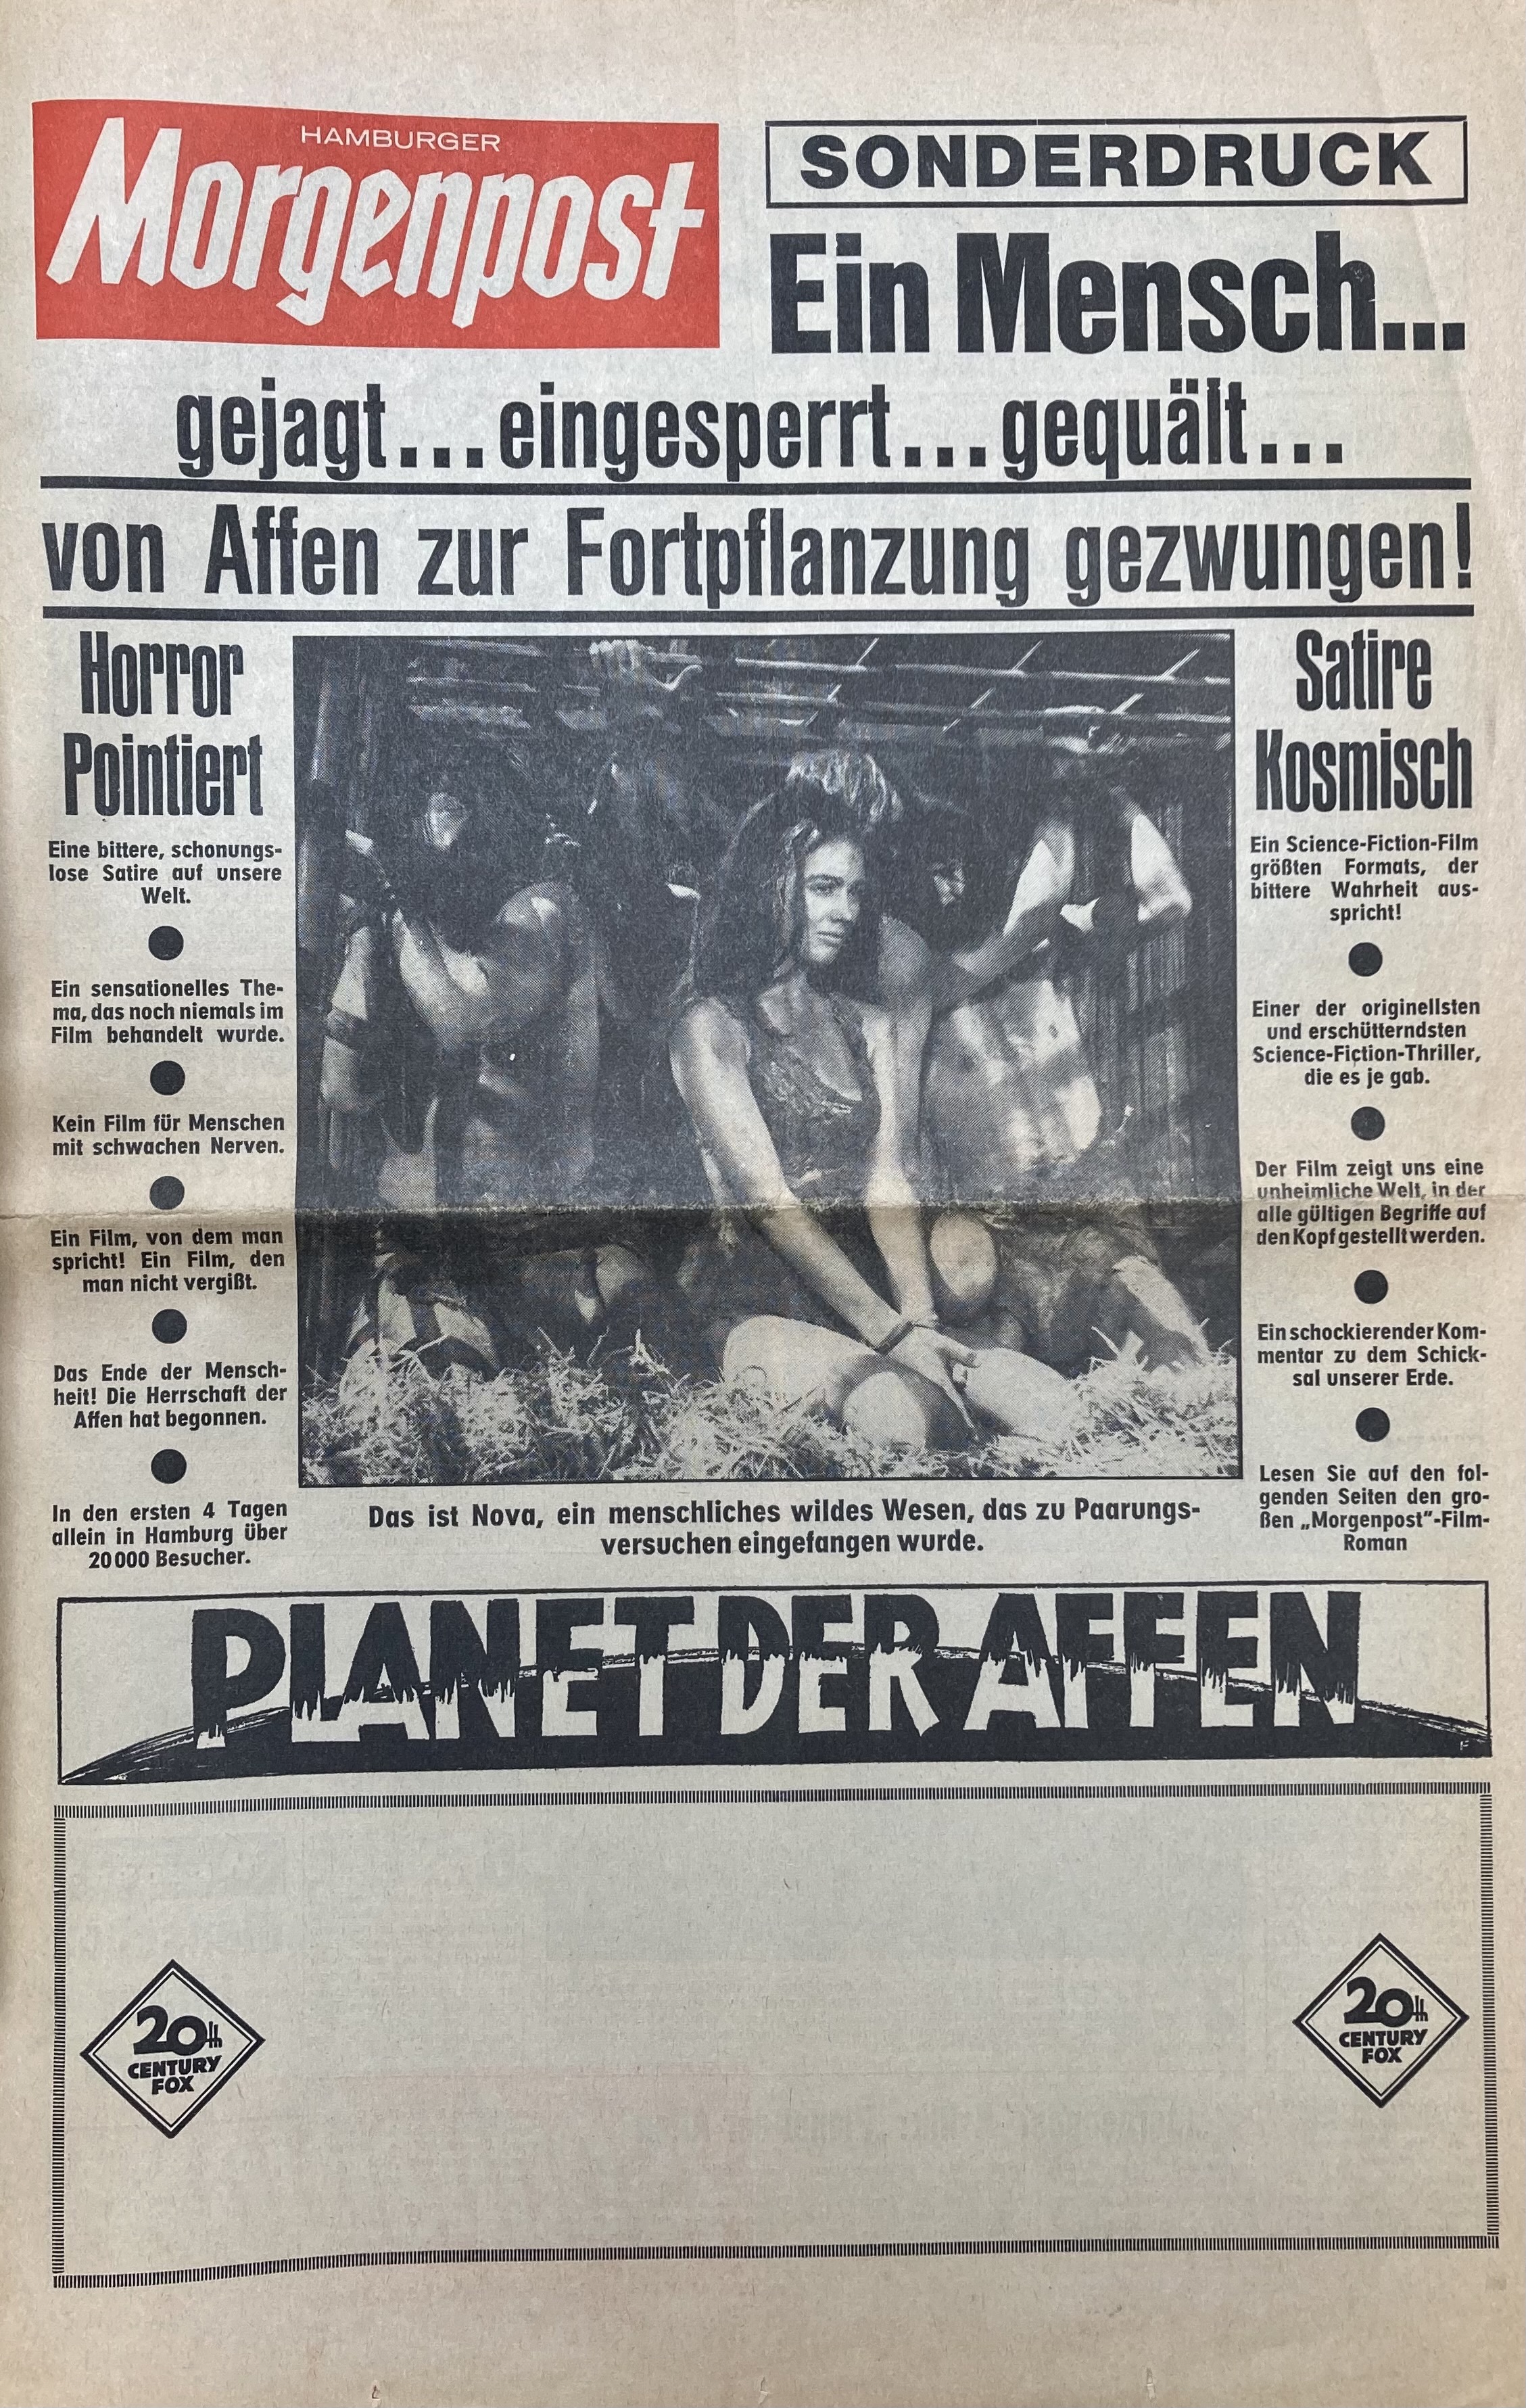 HAMBURGER
Morgenpost
SONDERDRUCK
Ein Mensch...
gejagt...eingesperrt...gequält...
von Affen zur Fortpflanzung gezwungen!
Horror
Pointiert
Eine bittere, schonungs-
lose Satire auf unsere
Welt.
Ein sensationelles The-
ma, das noch niemals im
Film behandelt wurde.
Kein Film für Menschen
mit schwachen Nerven.
Ein Film, von dem man
spricht! Ein Film, den
man nicht vergißt.
Das Ende der Mensch-
heit! Die Herrschaft der
Affen hat begonnen.
In den ersten 4 Tagen
allein in Hamburg über
20000 Besucher.
Das ist Nova, ein menschliches wildes Wesen, das zu Paarungs-
versuchen eingefangen wurde.
Satire
Kosmisch
Ein Science-Fiction-Film
größten Formats, der
bittere Wahrheit aus-
spricht!
Einer der originellsten
und erschütterndsten
Science-Fiction-Thriller,
die es je gab.
Der Film zeigt uns eine
unheimliche Welt, in der
alle gültigen Begriffe auf
den Kopf gestellt werden.
Ein schockierender Kom-
mentar zu dem Schick-
sal unserer Erde.
Lesen Sie auf den fol-
genden Seiten den gro-
ßen „Morgenpost"-Film-
Roman
PLANET DER AFFEN
20th
CENTURY
FOX
20th
CENTURY
FOX